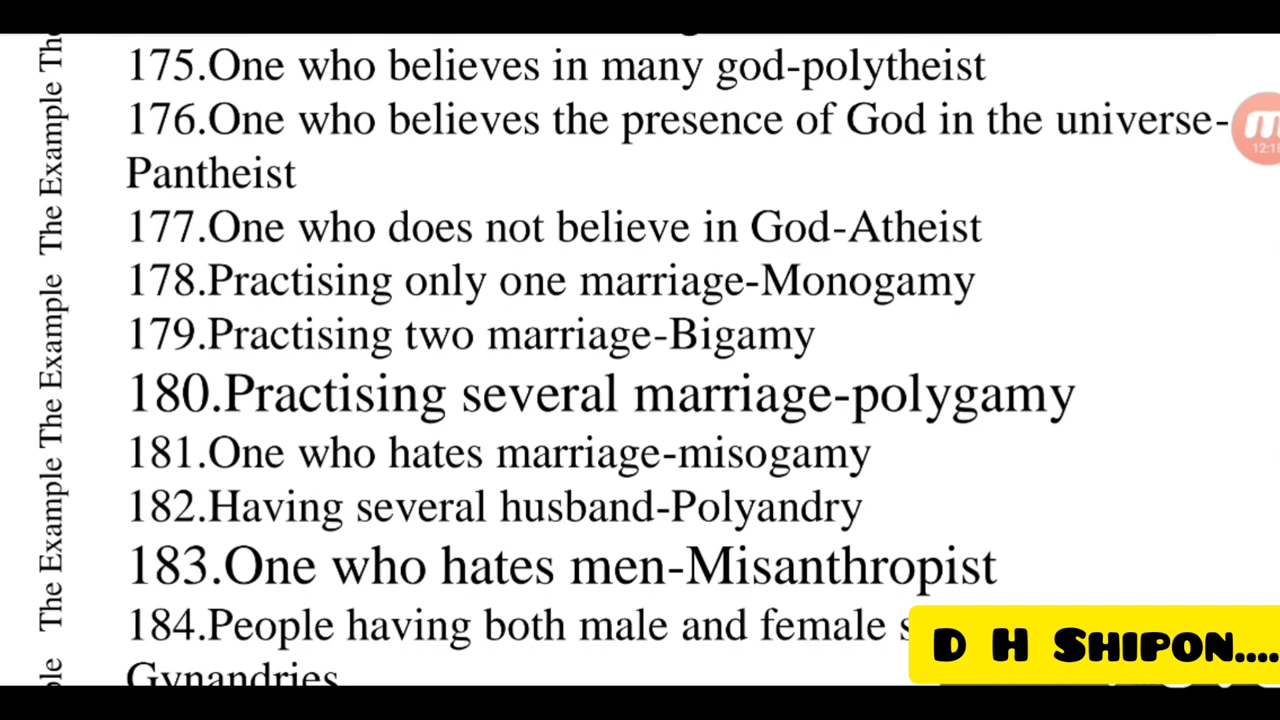 175.One who believes in many god-polytheist
176.One who believes the presence of God in the universe-
Pantheist
177.One who does not believe in God-Atheist
178.Practising only one marriage-Monogamy
179.Practising two marriage-Bigamy
180.Practising several marriage-polygamy
181.One who hates marriage-misogamy
182.Having several husband-Polyandry
183.One who hates men-Misanthropist
184.People having both male and female
Gynandries
D H SHIPON....
The Example The Example The Example
12:18